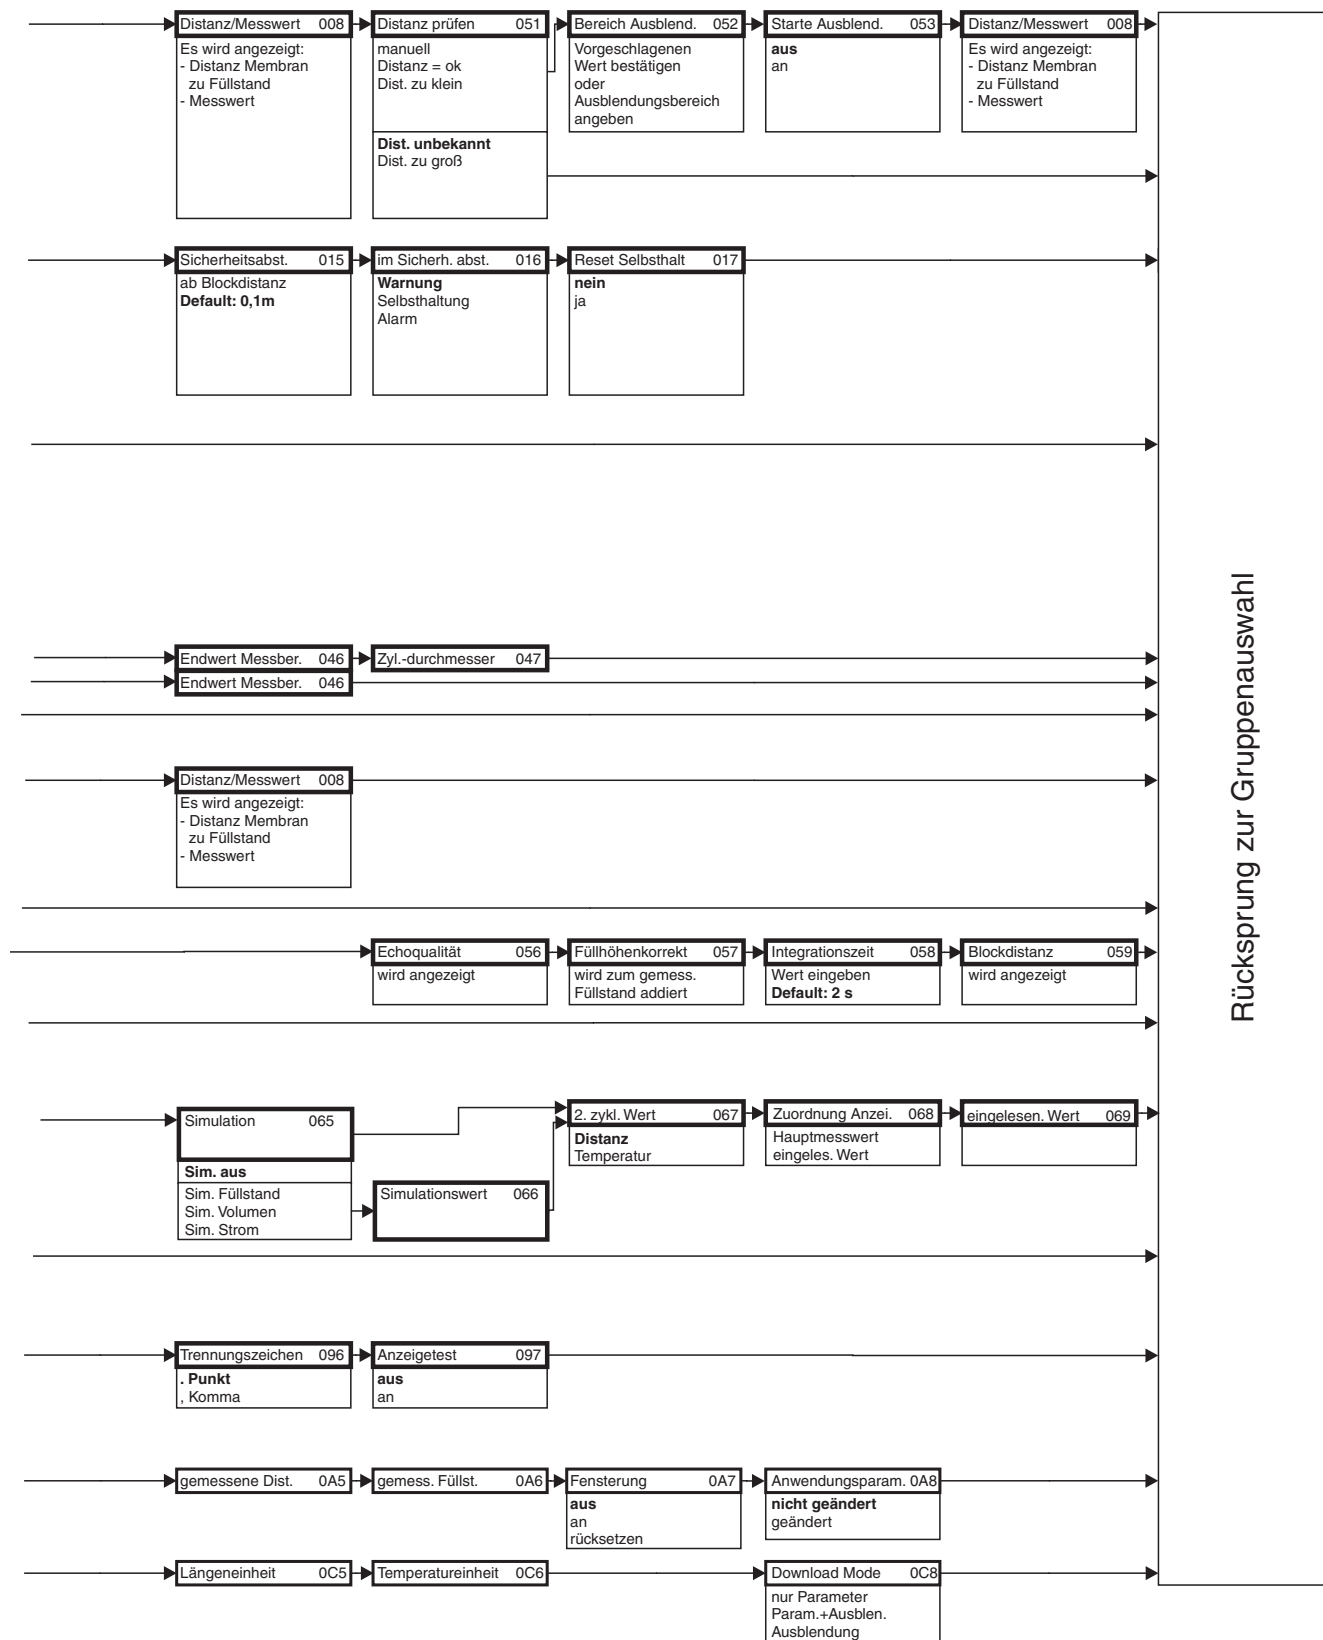 Distanz/Messwert 008
Es wird angezeigt:
- Distanz Membran
zu Füllstand
- Messwert
Distanz prüfen 051
manuell
Distanz = ok
Dist. zu klein
Dist. unbekannt
Dist. zu groß
Bereich Ausblend. 052
Vorgeschlagenen
Wert bestätigen
oder
Ausblendungsbereich
angeben
Starte Ausblend. 053
aus
an
Distanz/Messwert 008
Es wird angezeigt:
- Distanz Membran
zu Füllstand
- Messwert
Sicherheitsabst. 015
ab Blockdistanz
Default: 0,1m
im Sicherh. abst. 016
Warnung
Selbsthaltung
Alarm
Reset Selbsthalt 017
nein
ja
Endwert Messber. 046
Zyl.-durchmesser 047
Endwert Messber. 046
Distanz/Messwert 008
Es wird angezeigt:
- Distanz Membran
zu Füllstand
- Messwert
Echoqualität 056
wird angezeigt
Füllhöhenkorrekt 057
wird zum gemess.
Füllstand addiert
Integrationszeit 058
Wert eingeben
Default: 2 s
Blockdistanz 059
wird angezeigt
Simulation 065
Sim. aus
Sim. Füllstand
Sim. Volumen
Sim. Strom
Simulationswert 066
2. zykl. Wert 067
Distanz
Temperatur
Zuordnung Anzei. 068
Hauptmesswert
eingeles. Wert
eingelesen. Wert 069
Trennungszeichen 096
. Punkt
, Komma
Anzeigetest 097
aus
an
gemessene Dist. 0A5
gemess. Füllst. 0A6
Fensterung 0A7
aus
an
rücksetzen
Anwendungsparam. 0A8
nicht geändert
geändert
Längeneinheit 0C5
Temperatureinheit 0C6
Download Mode 0C8
nur Parameter
Param.+Ausblen.
Ausblendung
Rücksprung zur Gruppenauswahl